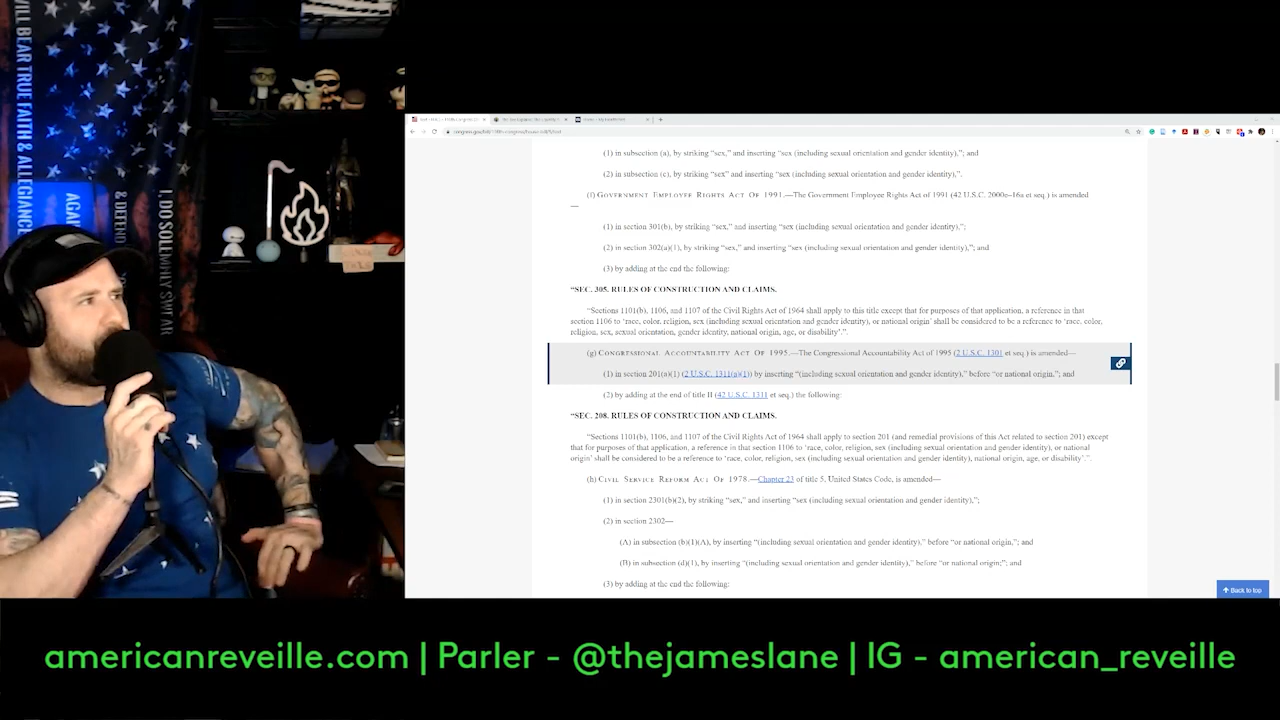 WILL BEAR TRUE FAITH & ALLEGIANCE
AGAI
& DEFEND
I DO SOLEMNLY SWEAR
(1) in subsection (a), by striking “sex,” and inserting “sex (including sexual orientation and gender identity),”; and
(2) in subsection (c), by striking “sex” and inserting “sex (including sexual orientation and gender identity),”.
(f) GOVERNMENT EMPLOYEE RIGHTS ACT OF 1991.—The Government Employee Rights Act of 1991 (42 U.S.C. 2000e–16a et seq.) is amended
—
(1) in section 301(b), by striking “sex,” and inserting “sex (including sexual orientation and gender identity),”;
(2) in section 302(a)(1), by striking “sex,” and inserting “sex (including sexual orientation and gender identity),”; and
(3) by adding at the end the following:
“SEC. 305. RULES OF CONSTRUCTION AND CLAIMS.
“Sections 1101(b), 1106, and 1107 of the Civil Rights Act of 1964 shall apply to this title except that for purposes of that application, a reference in that
section 1106 to ‘race, color, religion, sex (including sexual orientation and gender identity), or national origin’ shall be considered to be a reference to ‘race, color,
religion, sex, sexual orientation, gender identity, national origin, age, or disability’.”.
(g) CONGRESSIONAL ACCOUNTABILITY ACT OF 1995.—The Congressional Accountability Act of 1995 (2 U.S.C. 1301 et seq.) is amended—
(1) in section 201(a)(1) (2 U.S.C. 1311(a)(1)) by inserting “(including sexual orientation and gender identity),” before “or national origin,”; and
(2) by adding at the end of title II (42 U.S.C. 1311 et seq.) the following:
“SEC. 208. RULES OF CONSTRUCTION AND CLAIMS.
“Sections 1101(b), 1106, and 1107 of the Civil Rights Act of 1964 shall apply to section 201 (and remedial provisions of this Act related to section 201) except
that for purposes of that application, a reference in that section 1106 to ‘race, color, religion, sex (including sexual orientation and gender identity), or national
origin’ shall be considered to be a reference to ‘race, color, religion, sex (including sexual orientation and gender identity), national origin, age, or disability’.”.
(h) CIVIL SERVICE REFORM ACT OF 1978.—Chapter 23 of title 5, United States Code, is amended—
(1) in section 2301(b)(2), by striking “sex,” and inserting “sex (including sexual orientation and gender identity),”;
(2) in section 2302—
(A) in subsection (b)(1)(A), by inserting “(including sexual orientation and gender identity),” before “or national origin,”; and
(B) in subsection (d)(1), by inserting “(including sexual orientation and gender identity),” before “or national origin;”; and
(3) by adding at the end the following:
Back to top
americanreveille.com | Parler - @thejameslane | IG - american_reveille